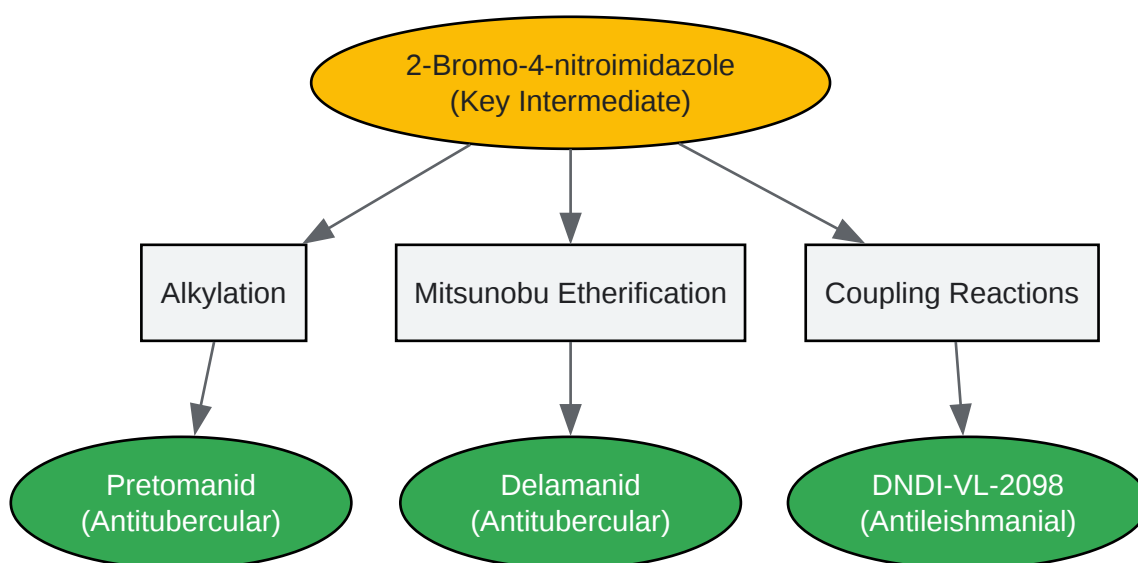 2-Bromo-4-nitroimidazole
(Key Intermediate)
Alkylation
Mitsunobu Etherification
Coupling Reactions
Pretomanid
(Antitubercular)
Delamanid
(Antitubercular)
DNDI-VL-2098
(Antileishmanial)